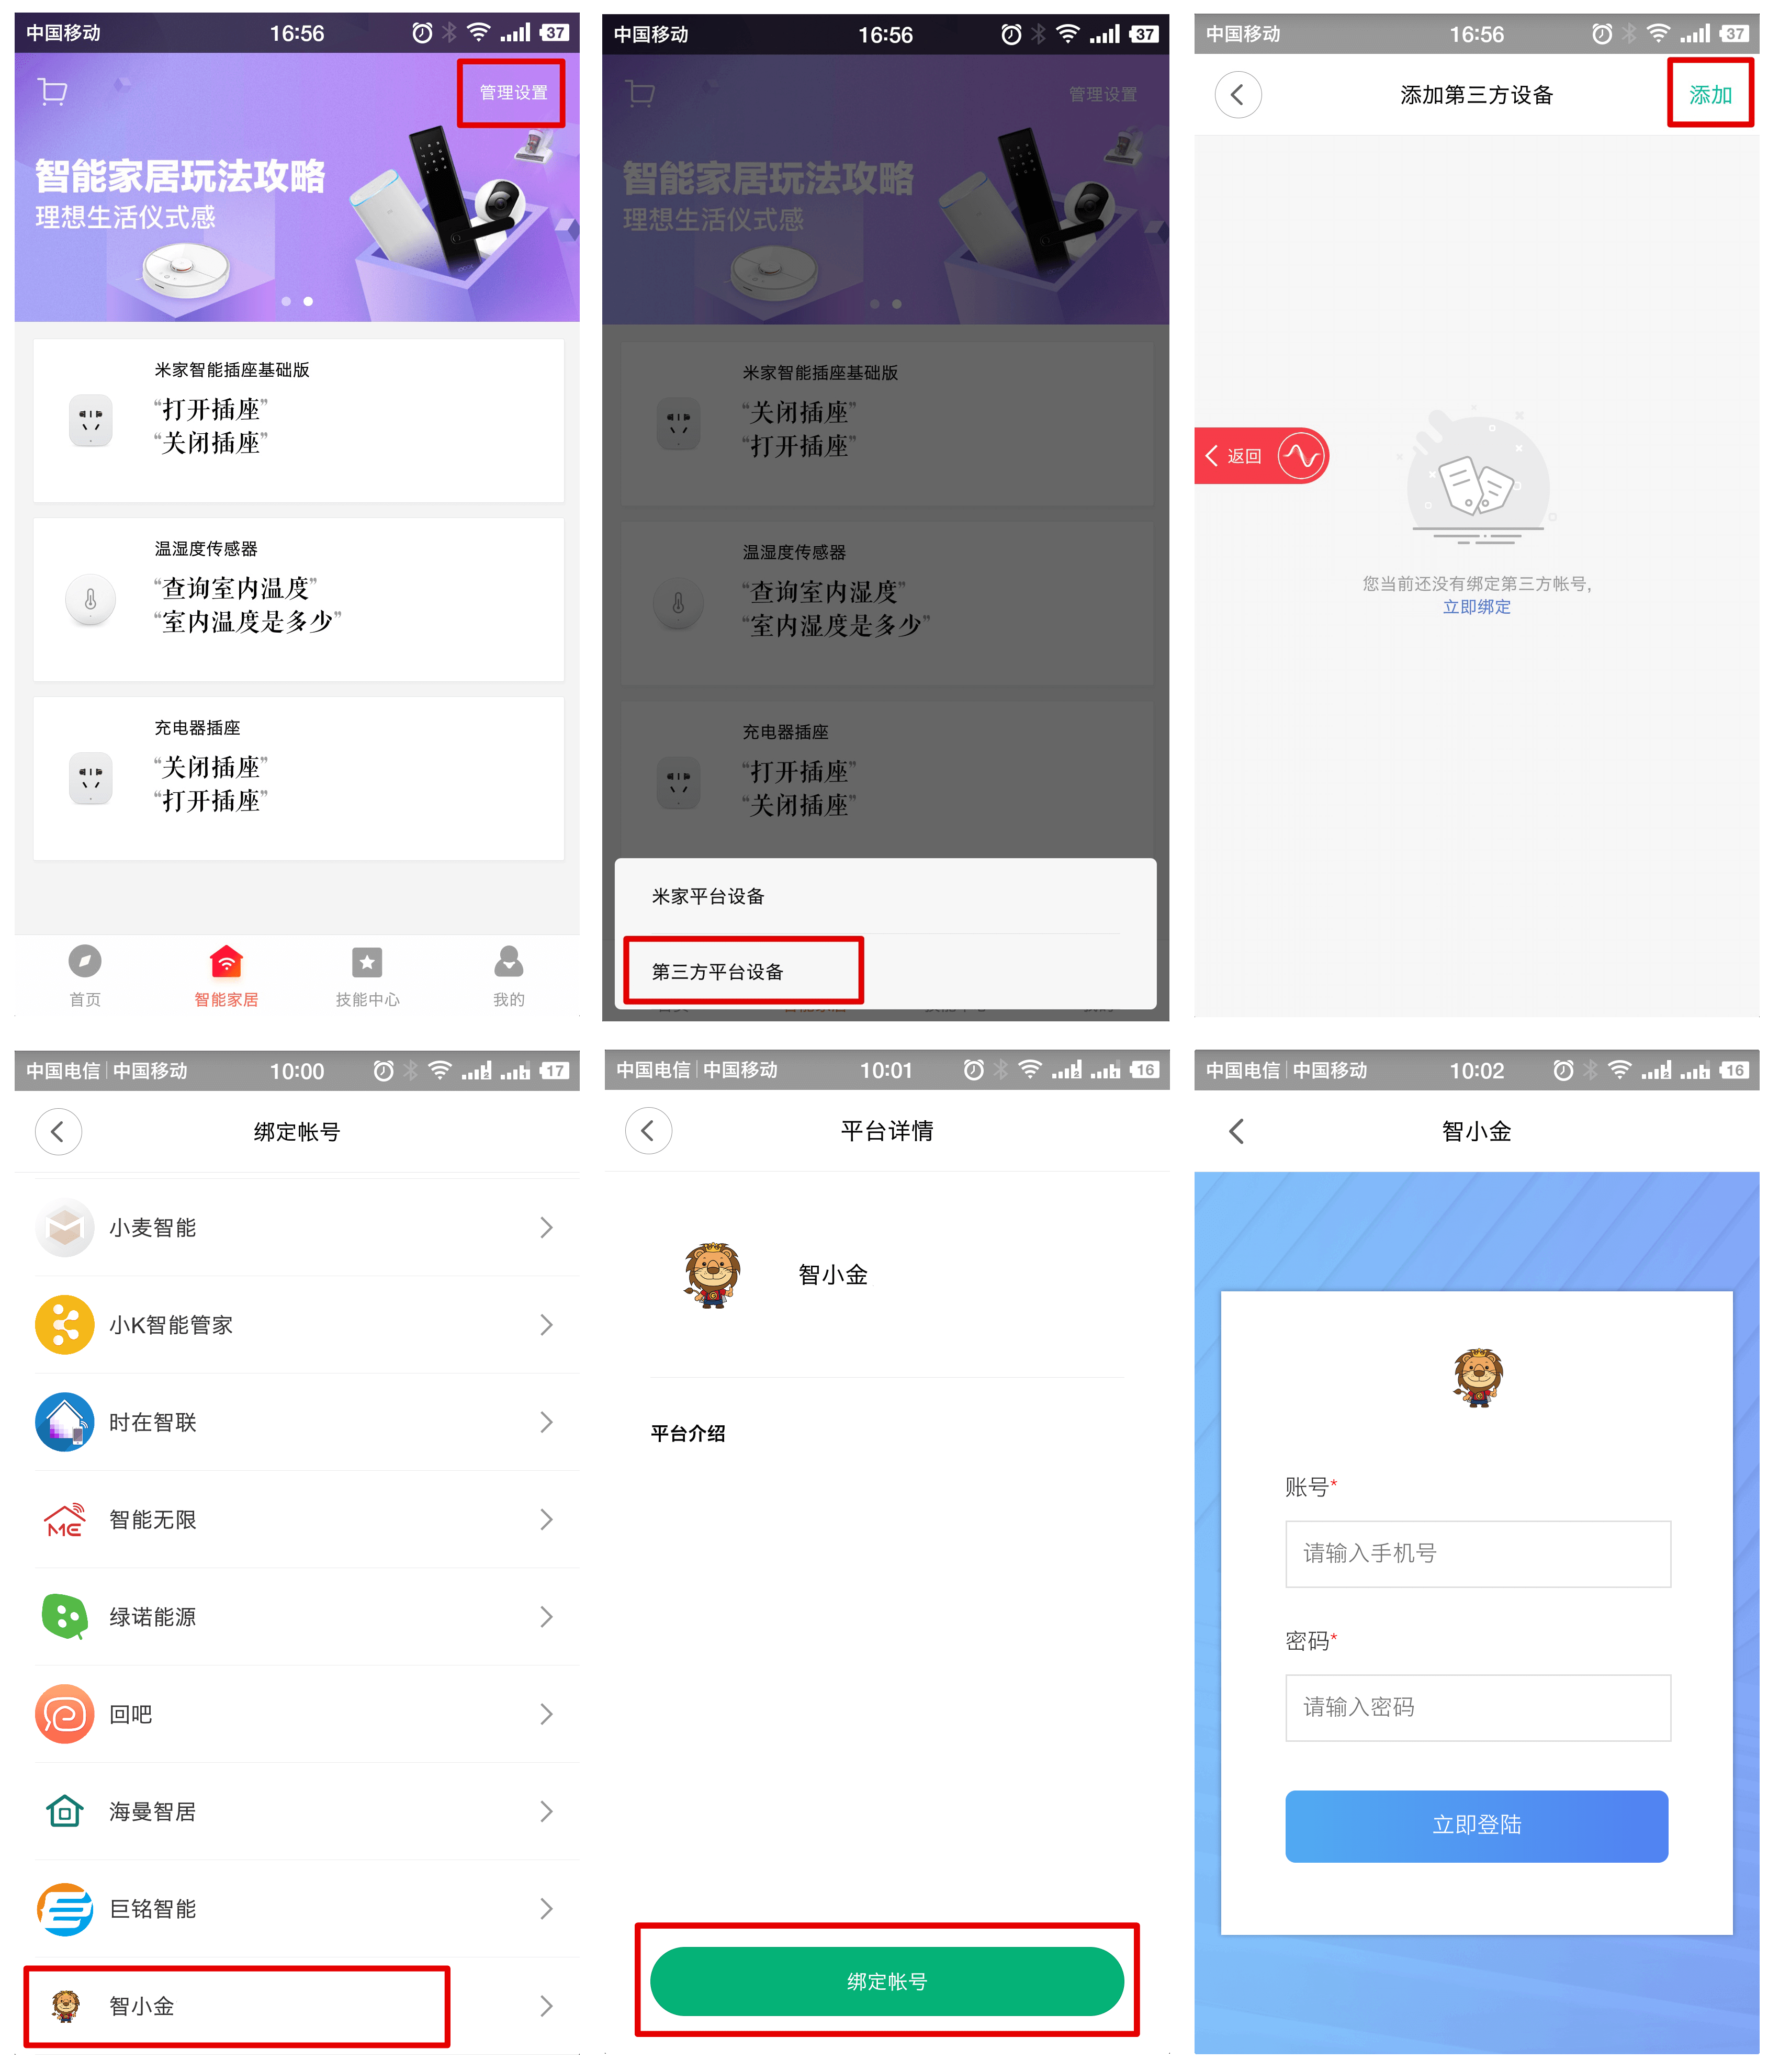 中国移动 16:56 37
管理设置
智能家居玩法攻略
理想生活仪式感
米家智能插座基础版
“打开插座”
“关闭插座”
温湿度传感器
“查询室内温度”
“室内温度是多少”
充电器插座
“关闭插座”
“打开插座”
首页 智能家居 技能中心 我的
中国移动 16:56 37
管理设置
智能家居玩法攻略
理想生活仪式感
米家智能插座基础版
“关闭插座”
“打开插座”
温湿度传感器
“查询室内湿度”
“室内湿度是多少”
充电器插座
“打开插座”
“关闭插座”
米家平台设备
第三方平台设备
中国移动 16:56 37
添加第三方设备 添加
返回
您当前还没有绑定第三方帐号,
立即绑定
中国电信 中国移动 10:00 2 1 17
绑定帐号
小麦智能
小K智能管家
时在智联
ME 智能无限
绿诺能源
回吧
海曼智居
巨铭智能
智小金
中国电信 中国移动 10:01 2 1 16
平台详情
智小金
平台介绍
绑定帐号
中国电信 中国移动 10:02 2 1 16
智小金
账号*
请输入手机号
密码*
请输入密码
立即登陆